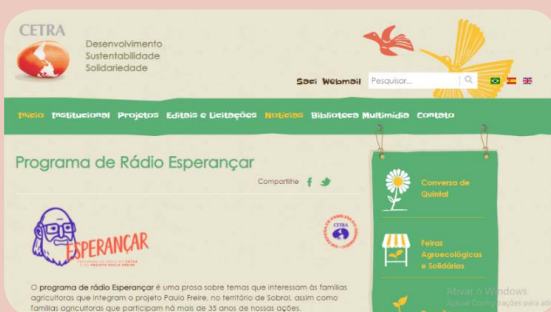 CETRA
Desenvolvimento
Sustentabilidade
Solidariedade
Saci Webmail Pesquisar...
Início Institucional Projetos Editais e Licitações Notícias Biblioteca Multimídia Contato
Programa de Rádio Esperançar
Compartilhe
ESPERANÇAR
CETRA
O programa de rádio Esperançar é uma prosa sobre temas que interessam às famílias
agricultoras que integram o projeto Paulo Freire, no território de Sobral, assim como
famílias agricultoras que participam há mais de 35 anos de nossas ações.
Conversa de
Quintal
Feiras
Agroecológicas
e Solidárias
Ativar o Windows